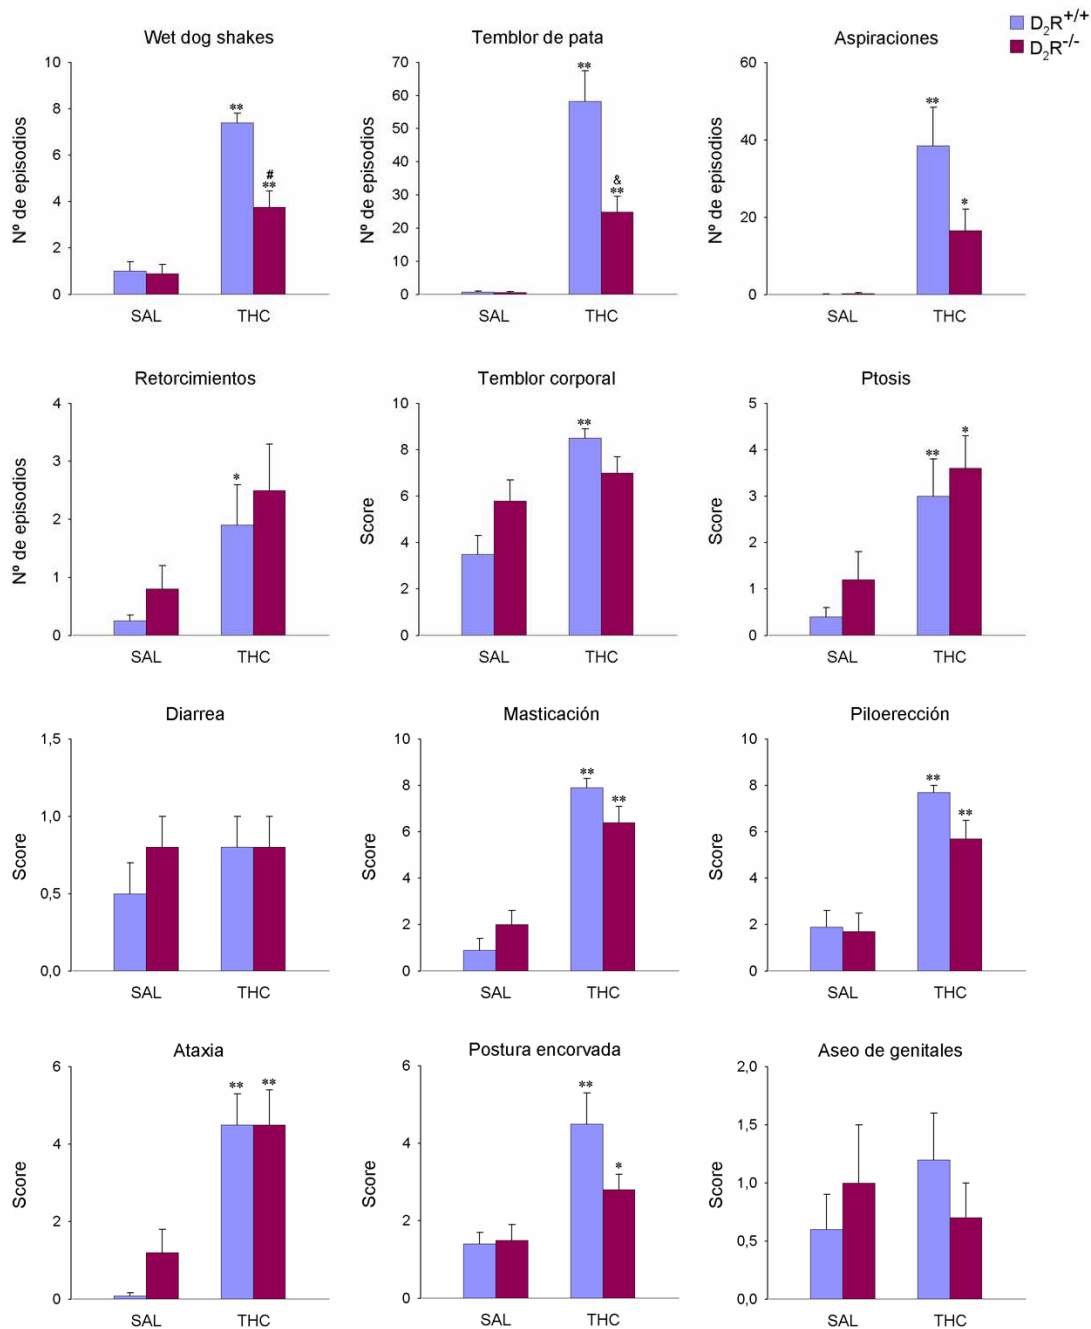 D2R+/+
D2R-/-
Wet dog shakes
Nº de episodios
10
8
6
4
2
0
**
#
**
SAL THC
Temblor de pata
Nº de episodios
70
60
50
40
30
20
10
0
**
&
**
SAL THC
Aspiraciones
Nº de episodios
60
40
20
0
**
*
SAL THC
Retorcimientos
Nº de episodios
4
3
2
1
0
*
SAL THC
Temblor corporal
Score
10
8
6
4
2
0
**
SAL THC
Ptosis
Score
5
4
3
2
1
0
**
*
SAL THC
Diarrea
Score
1,5
1,0
0,5
0,0
SAL THC
Masticación
Score
10
8
6
4
2
0
**
**
SAL THC
Piloerección
Score
10
8
6
4
2
0
**
**
SAL THC
Ataxia
Score
6
4
2
0
** **
SAL THC
Postura encorvada
Score
6
4
2
0
**
*
SAL THC
Aseo de genitales
Score
2,0
1,5
1,0
0,5
0,0
SAL THC